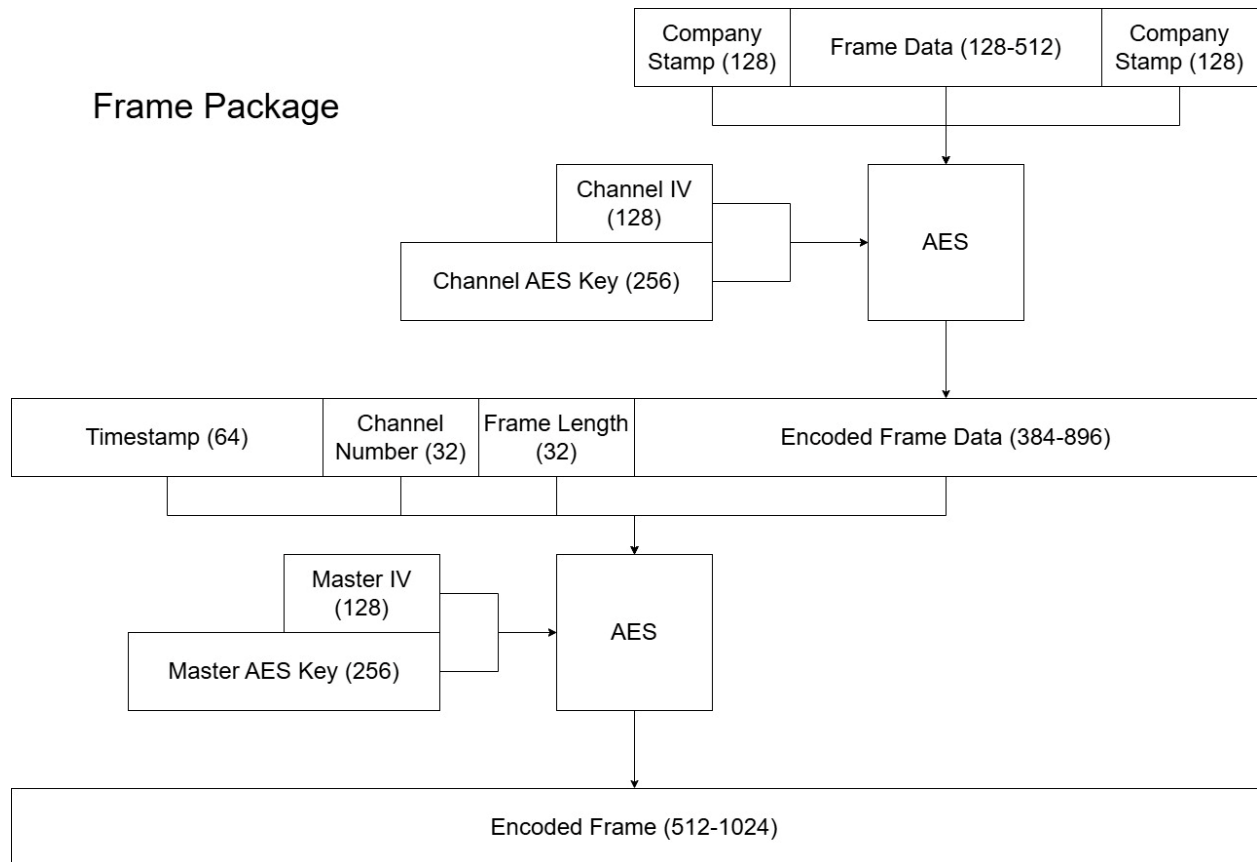 Company
Stamp (128)
Frame Data (128-512)
Company
Stamp (128)
Frame Package
Channel IV
(128)
Channel AES Key (256)
AES
Timestamp (64)
Channel
Number (32)
Frame Length
(32)
Encoded Frame Data (384-896)
Master IV
(128)
Master AES Key (256)
AES
Encoded Frame (512-1024)